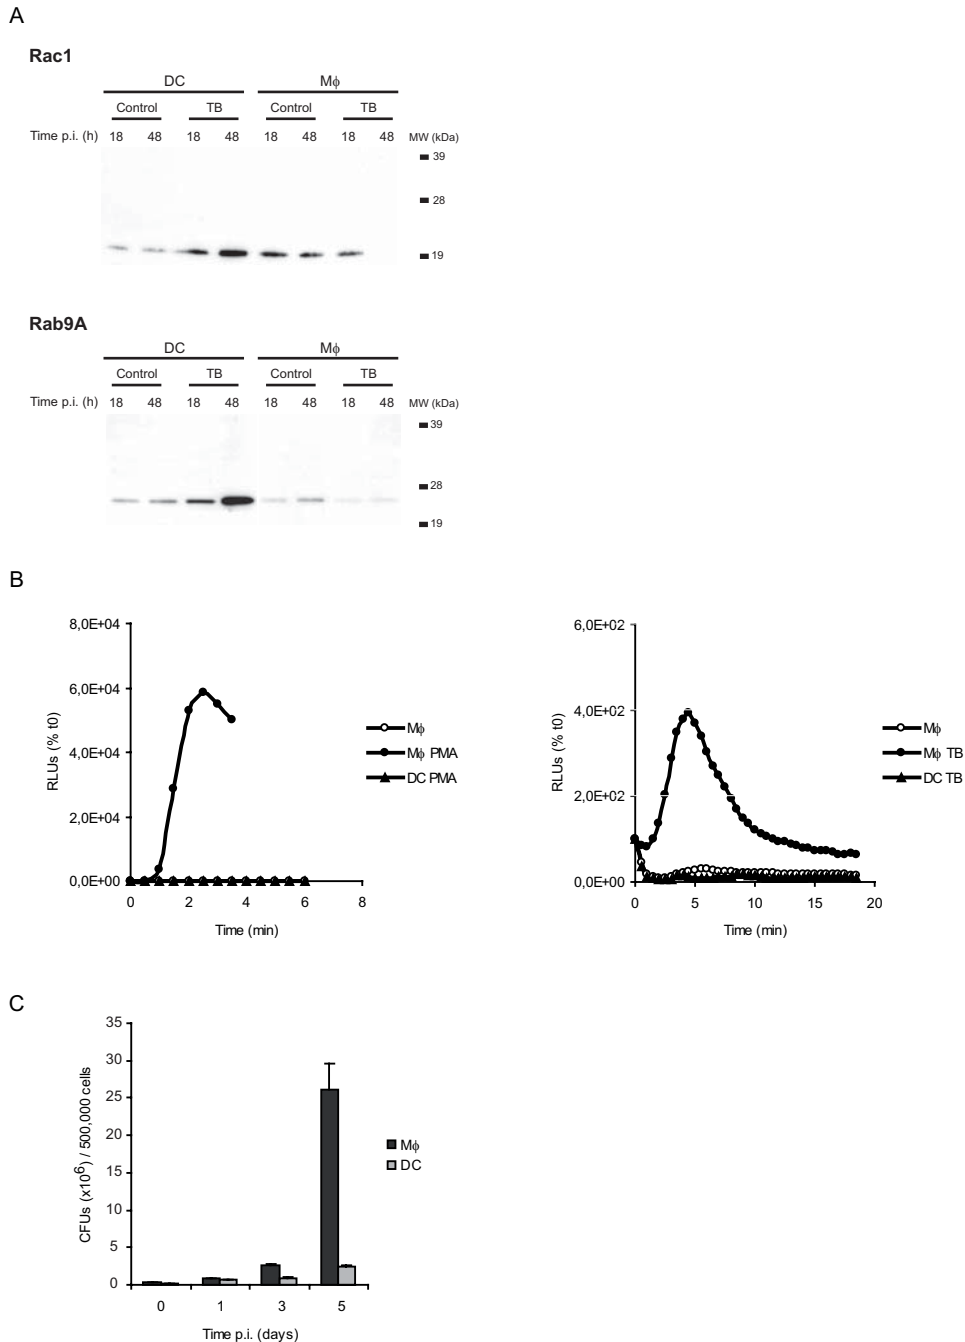 A
Rac1
DC Mϕ
Control TB Control TB
Time p.i. (h) 18 48 18 48 18 48 18 48 MW (kDa)
39
28
19
Rab9A
DC Mϕ
Control TB Control TB
Time p.i. (h) 18 48 18 48 18 48 18 48 MW (kDa)
39
28
19
B
8,0E+04
6,0E+04
4,0E+04
2,0E+04
0,0E+00
RLUs (% t0)
0 2 4 6 8
Time (min)
Mϕ
Mϕ PMA
DC PMA
6,0E+02
4,0E+02
2,0E+02
0,0E+00
RLUs (% t0)
0 5 10 15 20
Time (min)
Mϕ
Mϕ TB
DC TB
C
35
30
25
20
15
10
5
0
CFUs (x10⁶) / 500,000 cells
0 1 3 5
Time p.i. (days)
Mϕ
DC